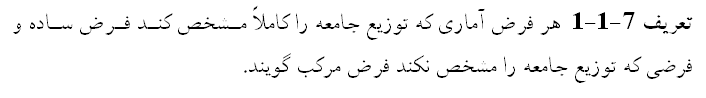 تعریف 7-1-1 هر فرض آماری که توزیع جامعه را کاملاً مشخص کند فرض ساده و
فرضی که توزیع جامعه را مشخص نکند فرض مرکب گویند.